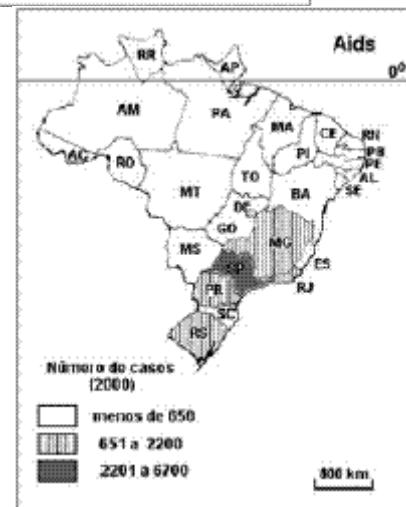 Aids
0º
RR
AP
AM
PA
MA
CE
RN
PB
PE
AL
SE
PI
AC
RO
TO
MT
BA
DF
GO
MG
MS
ES
SP
RJ
PR
SC
RS
Número de casos
(2000)
menos de 650
651 a 2200
2201 a 6700
800 km